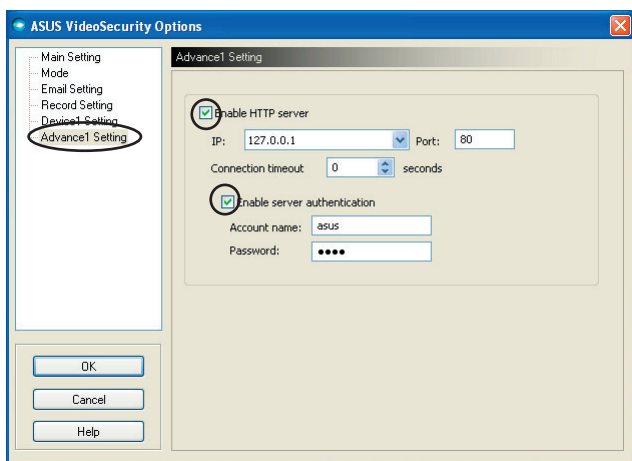 ASUS VideoSecurity Options
Main Setting
Mode
Email Setting
Record Setting
Device1 Setting
Advance1 Setting
OK
Cancel
Help
Advance1 Setting
Enable HTTP server
IP: 127.0.0.1 Port: 80
Connection timeout 0 seconds
Enable server authentication
Account name: asus
Password: ••••